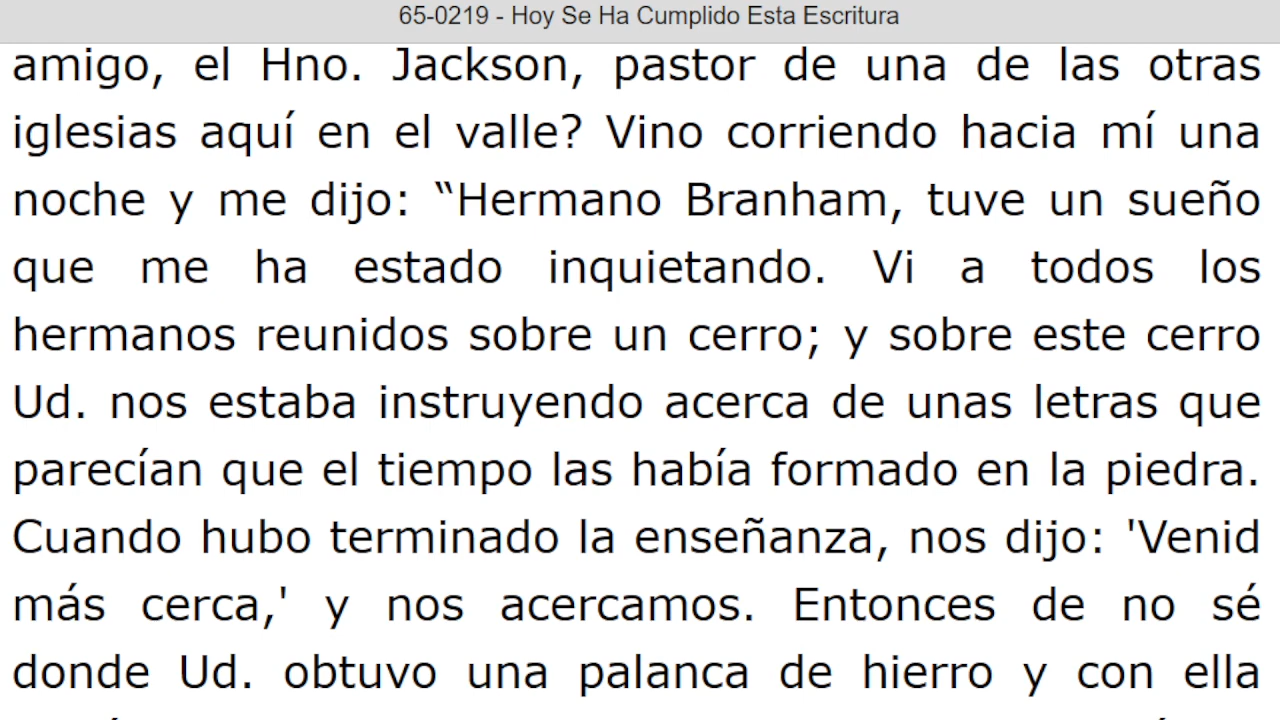 65-0219 - Hoy Se Ha Cumplido Esta Escritura
amigo, el Hno. Jackson, pastor de una de las otras
iglesias aquí en el valle? Vino corriendo hacia mí una
noche y me dijo: “Hermano Branham, tuve un sueño
que me ha estado inquietando. Vi a todos los
hermanos reunidos sobre un cerro; y sobre este cerro
Ud. nos estaba instruyendo acerca de unas letras que
parecían que el tiempo las había formado en la piedra.
Cuando hubo terminado la enseñanza, nos dijo: 'Venid
más cerca,' y nos acercamos. Entonces de no sé
donde Ud. obtuvo una palanca de hierro y con ella